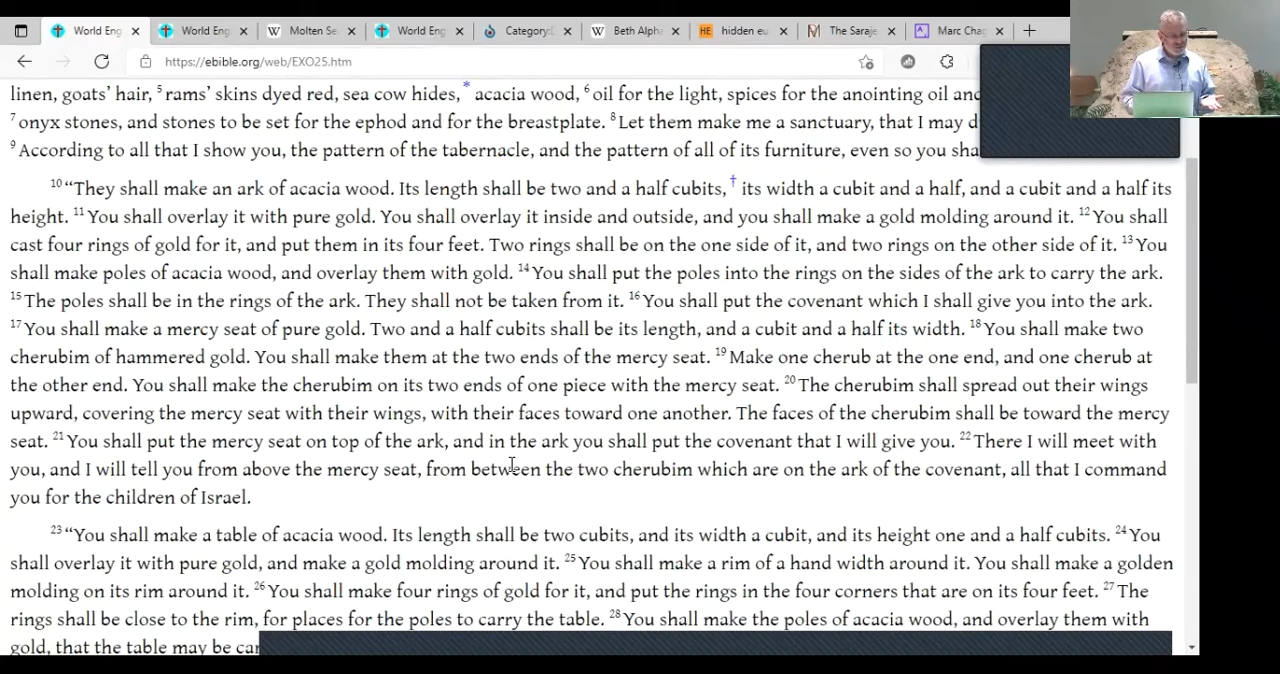 World Eng
World Eng
Molten Se
World Eng
Category:
Beth Alpha
HE hidden eu
The Saraje
Marc Chag
https://ebible.org/web/EXO25.htm
linen, goats’ hair, 5 rams’ skins dyed red, sea cow hides,* acacia wood, 6 oil for the light, spices for the anointing oil and
7 onyx stones, and stones to be set for the ephod and for the breastplate. 8 Let them make me a sanctuary, that I may d
9 According to all that I show you, the pattern of the tabernacle, and the pattern of all of its furniture, even so you sha
10 “They shall make an ark of acacia wood. Its length shall be two and a half cubits,† its width a cubit and a half, and a cubit and a half its
height. 11 You shall overlay it with pure gold. You shall overlay it inside and outside, and you shall make a gold molding around it. 12 You shall
cast four rings of gold for it, and put them in its four feet. Two rings shall be on the one side of it, and two rings on the other side of it. 13 You
shall make poles of acacia wood, and overlay them with gold. 14 You shall put the poles into the rings on the sides of the ark to carry the ark.
15 The poles shall be in the rings of the ark. They shall not be taken from it. 16 You shall put the covenant which I shall give you into the ark.
17 You shall make a mercy seat of pure gold. Two and a half cubits shall be its length, and a cubit and a half its width. 18 You shall make two
cherubim of hammered gold. You shall make them at the two ends of the mercy seat. 19 Make one cherub at the one end, and one cherub at
the other end. You shall make the cherubim on its two ends of one piece with the mercy seat. 20 The cherubim shall spread out their wings
upward, covering the mercy seat with their wings, with their faces toward one another. The faces of the cherubim shall be toward the mercy
seat. 21 You shall put the mercy seat on top of the ark, and in the ark you shall put the covenant that I will give you. 22 There I will meet with
you, and I will tell you from above the mercy seat, from between the two cherubim which are on the ark of the covenant, all that I command
you for the children of Israel.
23 “You shall make a table of acacia wood. Its length shall be two cubits, and its width a cubit, and its height one and a half cubits. 24 You
shall overlay it with pure gold, and make a gold molding around it. 25 You shall make a rim of a hand width around it. You shall make a golden
molding on its rim around it. 26 You shall make four rings of gold for it, and put the rings in the four corners that are on its four feet. 27 The
rings shall be close to the rim, for places for the poles to carry the table. 28 You shall make the poles of acacia wood, and overlay them with
gold, that the table may be car